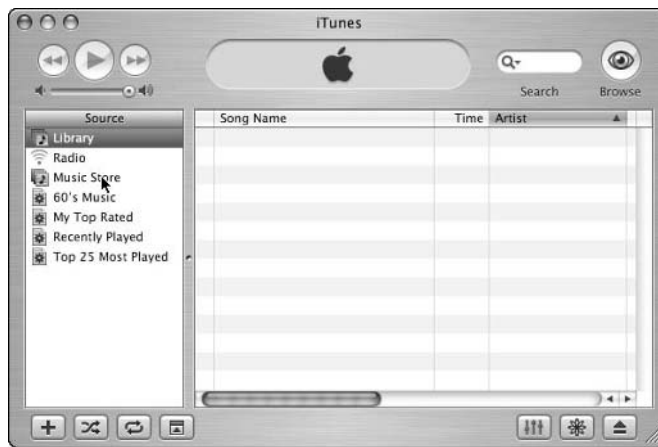 iTunes
Search
Browse
Source
Song Name Time Artist
Library
Radio
Music Store
60's Music
My Top Rated
Recently Played
Top 25 Most Played